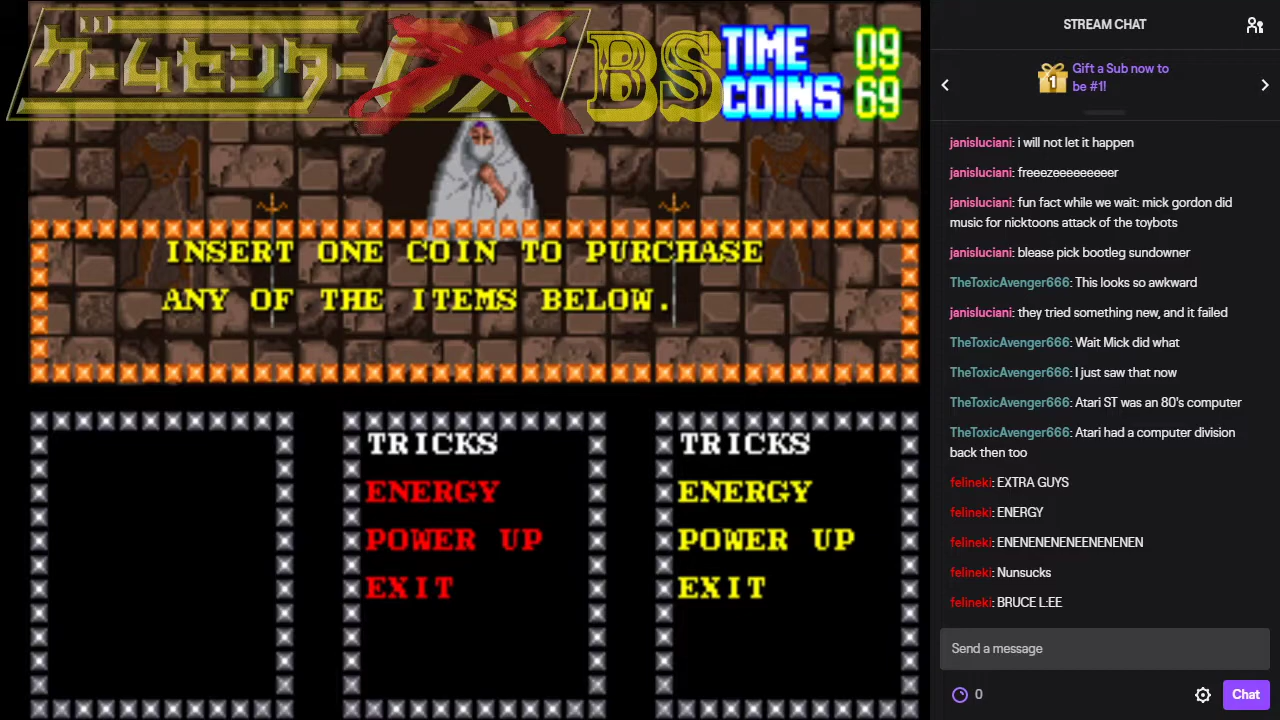 ゲームセンターDX BS
TIME 09
COINS 69
INSERT ONE COIN TO PURCHASE
ANY OF THE ITEMS BELOW.
TRICKS
ENERGY
POWER UP
EXIT
TRICKS
ENERGY
POWER UP
EXIT
STREAM CHAT
1
Gift a Sub now to
be #1!
janisluciani: i will not let it happen
janisluciani: freeezeeeeeeeer
janisluciani: fun fact while we wait: mick gordon did
music for nicktoons attack of the toybots
janisluciani: blease pick bootleg sundowner
TheToxicAvenger666: This looks so awkward
janisluciani: they tried something new, and it failed
TheToxicAvenger666: Wait Mick did what
TheToxicAvenger666: I just saw that now
TheToxicAvenger666: Atari ST was an 80's computer
TheToxicAvenger666: Atari had a computer division
back then too
felineki: EXTRA GUYS
felineki: ENERGY
felineki: ENENENENENEENENENEN
felineki: Nunsucks
felineki: BRUCE L:EE
Send a message
0
Chat